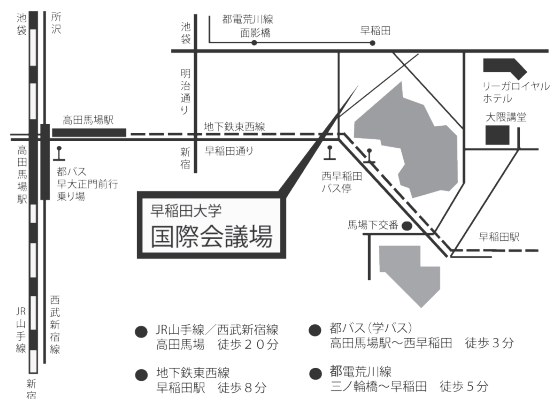 池袋
所沢
池袋
都電荒川線
面影橋
早稲田
明治通り
リーガロイヤル
ホテル
大隈講堂
高田馬場駅
地下鉄東西線
早稲田通り
新宿
高田馬場駅
都バス
早大正門前行
乗り場
西早稲田
バス停
早稲田大学
国際会議場
馬場下交番
早稲田駅
JR山手線
西武新宿線
新宿
●JR山手線／西武新宿線
高田馬場 徒歩20分
●地下鉄東西線
早稲田駅 徒歩8分
●都バス（学バス）
高田馬場駅～西早稲田 徒歩3分
●都電荒川線
三ノ輪橋～早稲田 徒歩5分